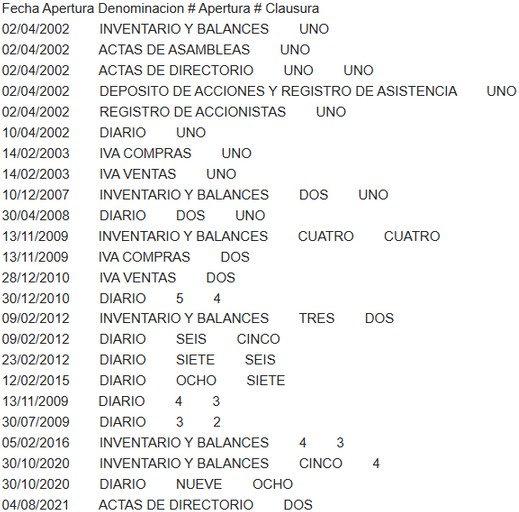 Fecha Apertura Denominacion # Apertura # Clausura
02/04/2002 INVENTARIO Y BALANCES UNO
02/04/2002 ACTAS DE ASAMBLEAS UNO
02/04/2002 ACTAS DE DIRECTORIO UNO UNO
02/04/2002 DEPOSITO DE ACCIONES Y REGISTRO DE ASISTENCIA UNO
02/04/2002 REGISTRO DE ACCIONISTAS UNO
10/04/2002 DIARIO UNO
14/02/2003 IVA COMPRAS UNO
14/02/2003 IVA VENTAS UNO
10/12/2007 INVENTARIO Y BALANCES DOS UNO
30/04/2008 DIARIO DOS UNO
13/11/2009 INVENTARIO Y BALANCES CUATRO CUATRO
13/11/2009 IVA COMPRAS DOS
28/12/2010 IVA VENTAS DOS
30/12/2010 DIARIO 5 4
09/02/2012 INVENTARIO Y BALANCES TRES DOS
09/02/2012 DIARIO SEIS CINCO
23/02/2012 DIARIO SIETE SEIS
12/02/2015 DIARIO OCHO SIETE
13/11/2009 DIARIO 4 3
30/07/2009 DIARIO 3 2
05/02/2016 INVENTARIO Y BALANCES 4 3
30/10/2020 INVENTARIO Y BALANCES CINCO 4
30/10/2020 DIARIO NUEVE OCHO
04/08/2021 ACTAS DE DIRECTORIO DOS